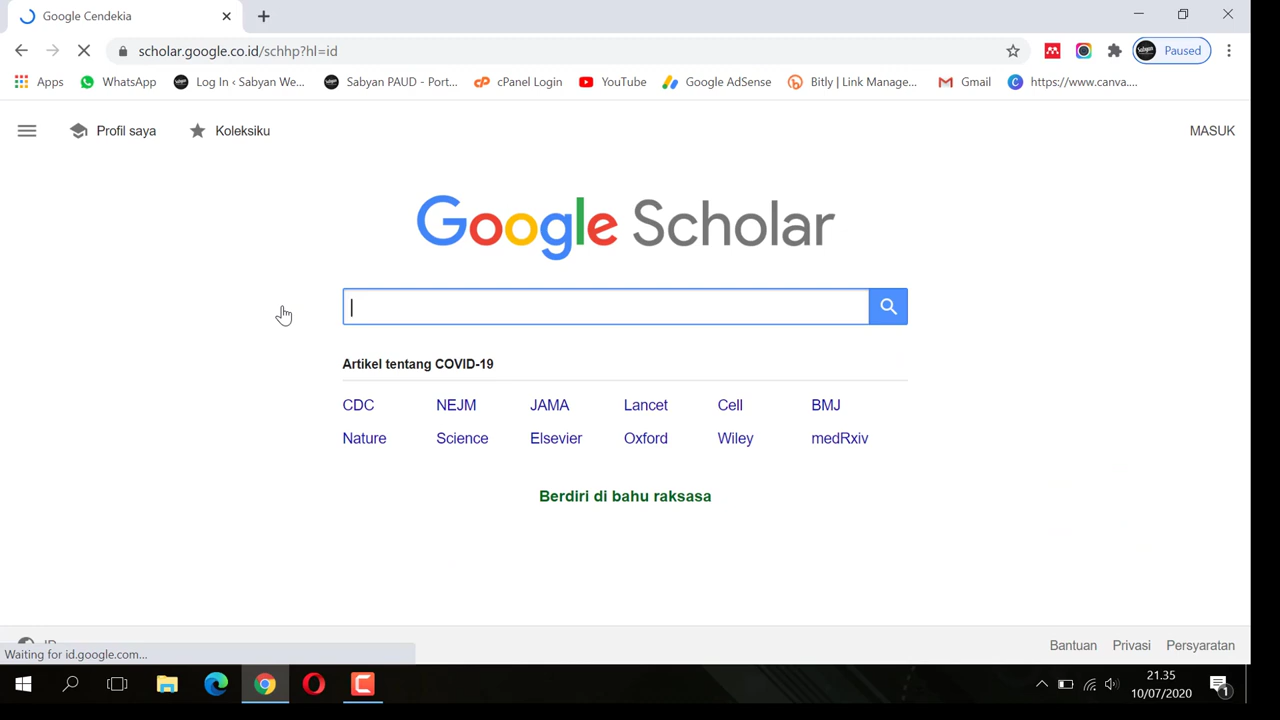 Google Cendekia
scholar.google.co.id/schhp?hl=id
Paused
Apps
WhatsApp
Log In ‹ Sabyan We...
Sabyan PAUD - Port...
cPanel Login
YouTube
Google AdSense
Bitly | Link Manage...
Gmail
https://www.canva....
Profil saya
Koleksiku
MASUK
Google Scholar
Artikel tentang COVID-19
CDC NEJM JAMA Lancet Cell BMJ
Nature Science Elsevier Oxford Wiley medRxiv
Berdiri di bahu raksasa
Bantuan Privasi Persyaratan
Waiting for id.google.com...
21.35
10/07/2020
1